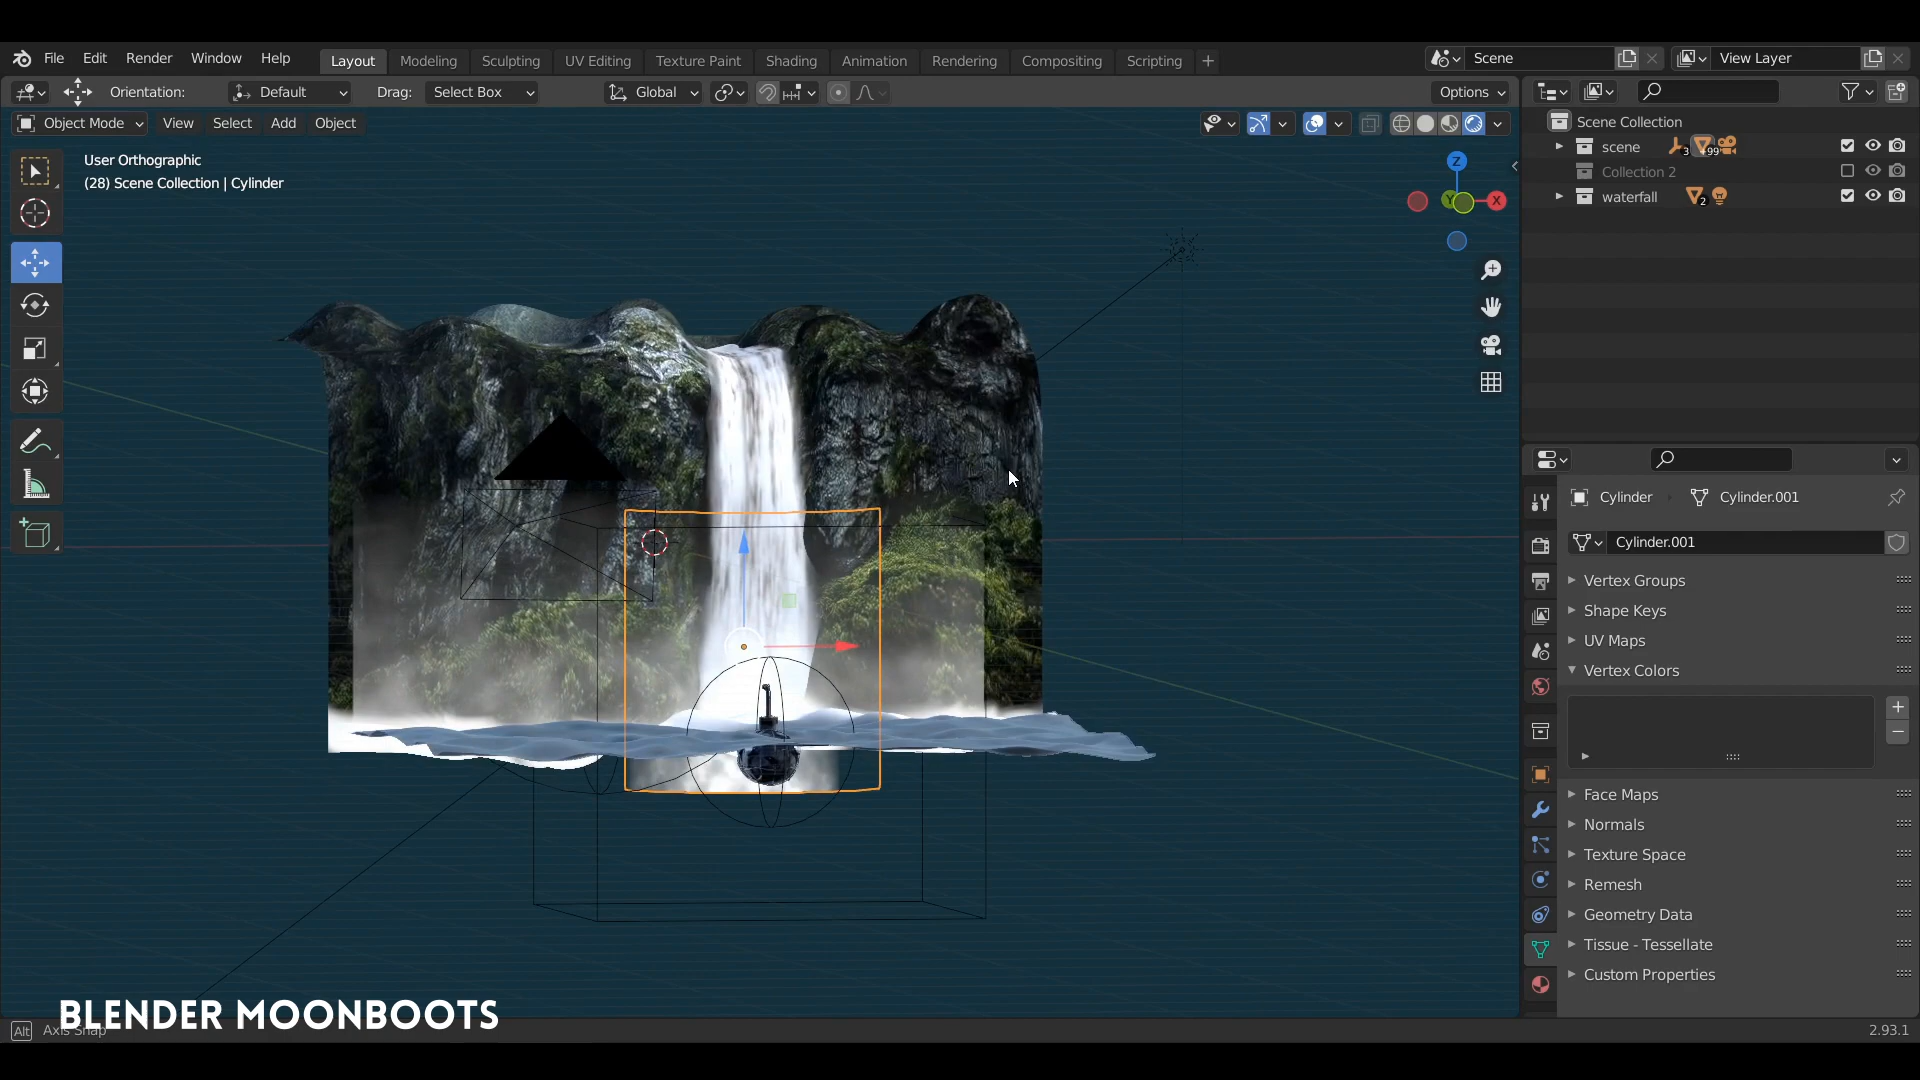 File Edit Render Window Help Layout Modeling Sculpting UV Editing Texture Paint Shading Animation Rendering Compositing Scripting + Scene View Layer
Orientation: Default Drag: Select Box Global Options
Object Mode View Select Add Object
User Orthographic
(28) Scene Collection | Cylinder
Z
Y X
Scene Collection
scene 3 99
Collection 2
waterfall 2
Cylinder Cylinder.001
Cylinder.001
Vertex Groups
Shape Keys
UV Maps
Vertex Colors
Face Maps
Normals
Texture Space
Remesh
Geometry Data
Tissue - Tessellate
Custom Properties
BLENDER MOONBOOTS
Alt Axis Snap 2.93.1